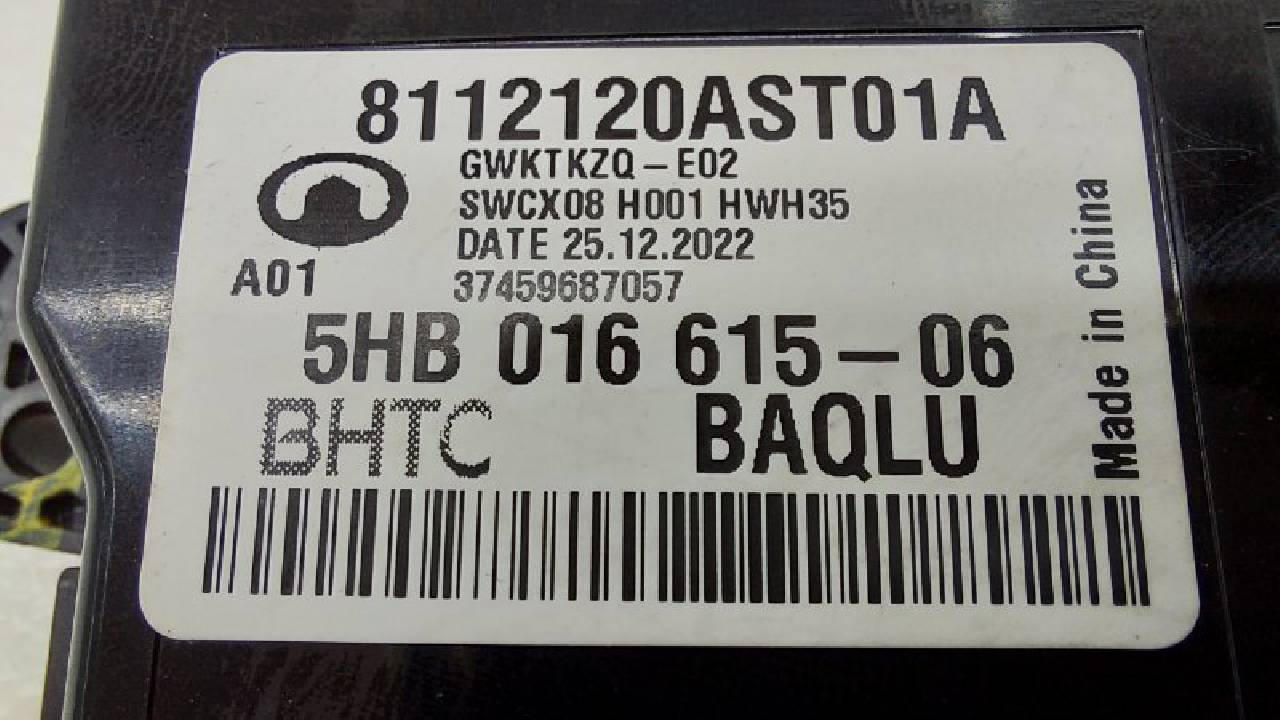 8112120AST01A
GWKTKZQ-E02
SWCX08 H001 HWH35
DATE 25.12.2022
A01
37459687057
5HB 016 615-06
BHTC BAQLU
Made in China